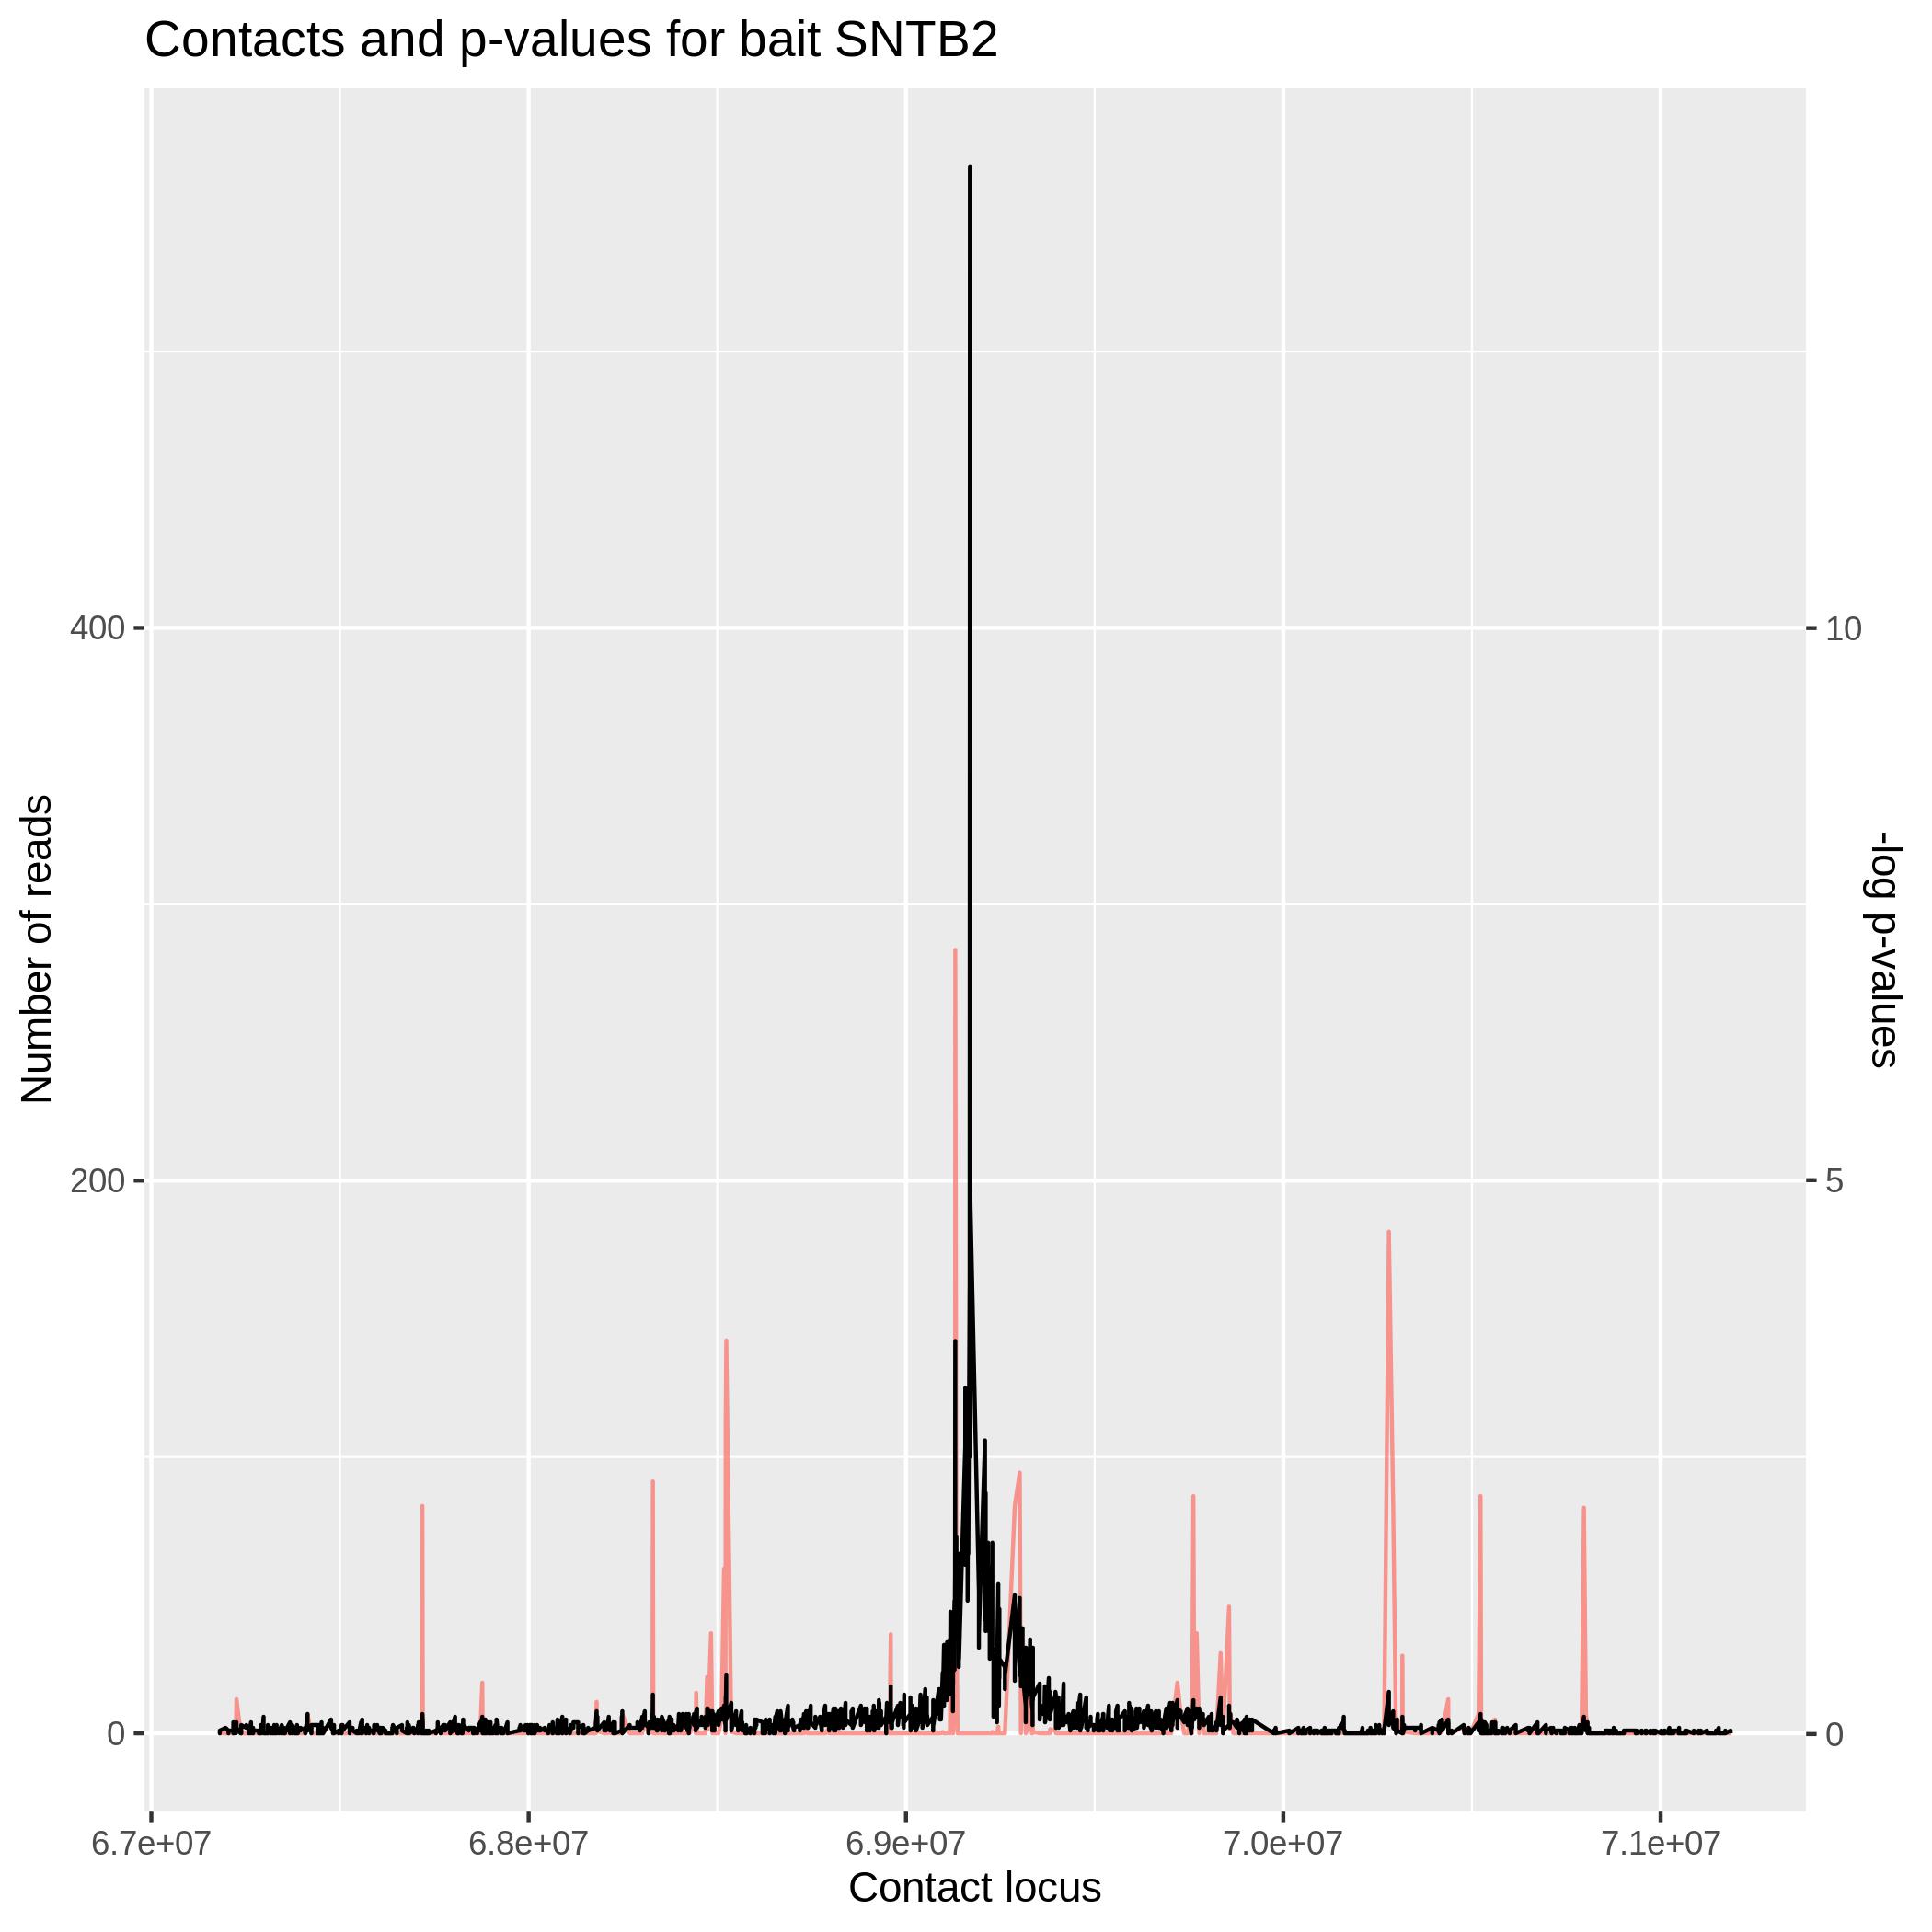 Contacts and p-values for bait SNTB2
Number of reads
400
200
0
10
5
0
-log p-values
6.7e+07
6.8e+07
6.9e+07
7.0e+07
7.1e+07
Contact locus